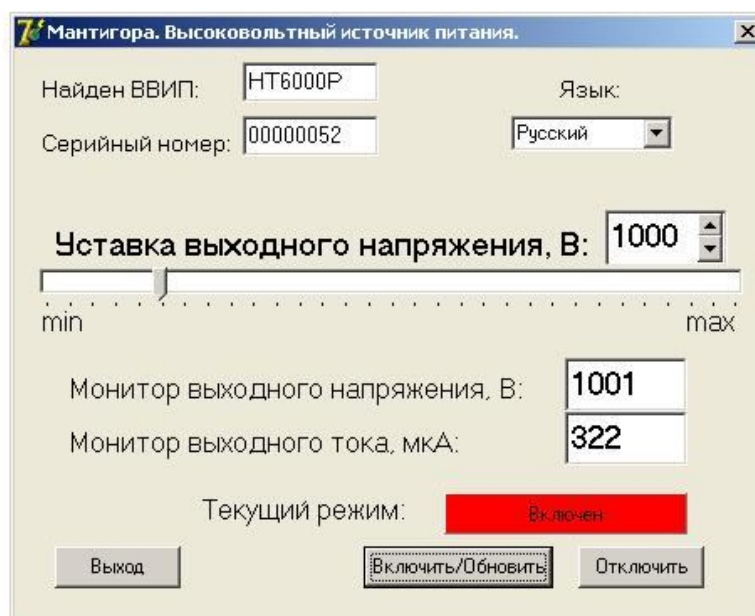 Мантигора. Высоковольтный источник питания.
Найден ВВИП: HT6000P
Язык:
Серийный номер: 00000052
Русский
Уставка выходного напряжения, В: 1000
min max
Монитор выходного напряжения, В: 1001
Монитор выходного тока, мкА: 322
Текущий режим: Включен
Выход Включить/Обновить Отключить